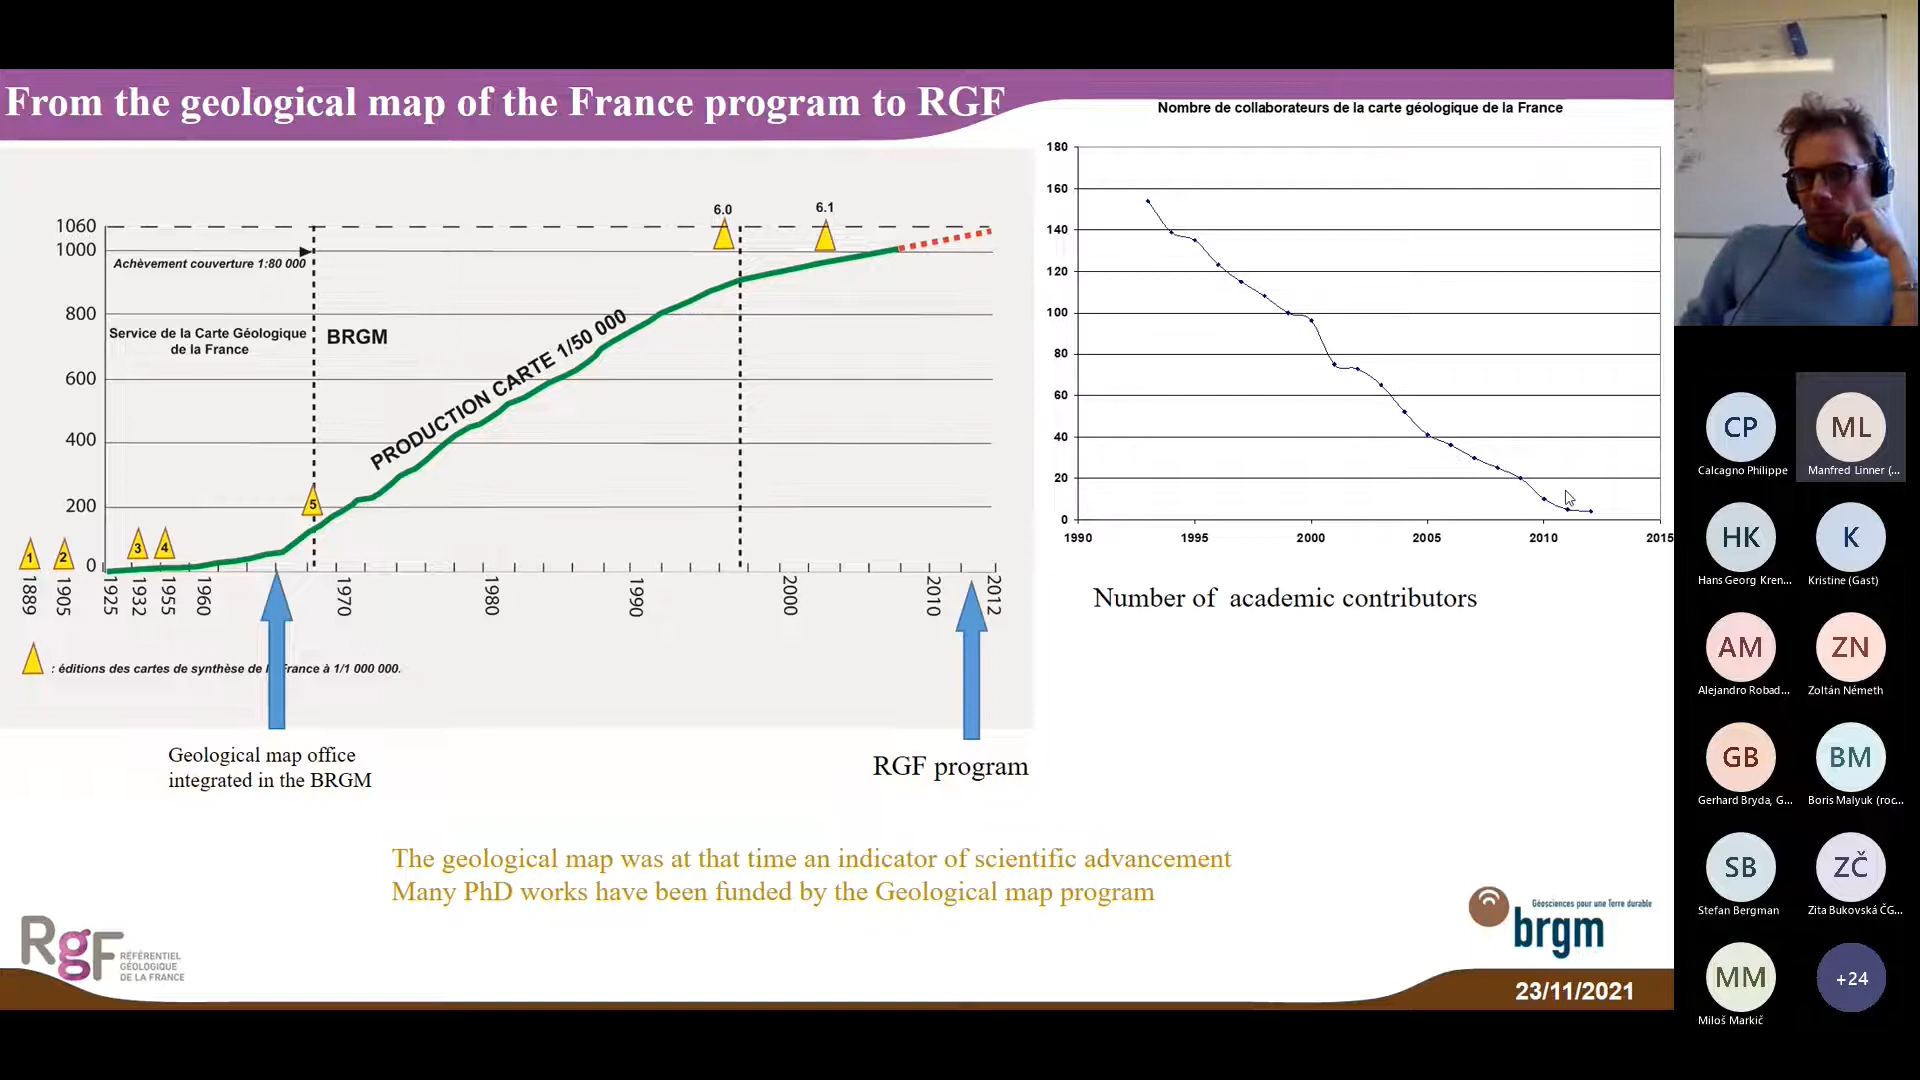 From the geological map of the France program to RGF
1060
1000
800
600
400
200
0
Achèvement couverture 1:80 000
Service de la Carte Géologique
de la France
BRGM
PRODUCTION CARTE 1/50 000
6.0
6.1
1
2
3
4
5
1889
1905
1925
1932
1955
1960
1970
1980
1990
2000
2010
2012
: éditions des cartes de synthèse de l France à 1/1 000 000.
Geological map office
integrated in the BRGM
RGF program
Nombre de collaborateurs de la carte géologique de la France
180
160
140
120
100
80
60
40
20
0
1990
1995
2000
2005
2010
2015
Number of academic contributors
The geological map was at that time an indicator of scientific advancement
Many PhD works have been funded by the Geological map program
RgF
RÉFÉRENTIEL
GÉOLOGIQUE
DE LA FRANCE
Géosciences pour une Terre durable
brgm
23/11/2021
CP
Calcagno Philippe
ML
Manfred Linner (...
HK
Hans Georg Kren...
K
Kristine (Gast)
AM
Alejandro Robad...
ZN
Zoltán Németh
GB
Gerhard Bryda, G...
BM
Boris Malyuk (roc...
SB
Stefan Bergman
ZČ
Zita Bukovská ČG...
MM
Miloš Markič
+24